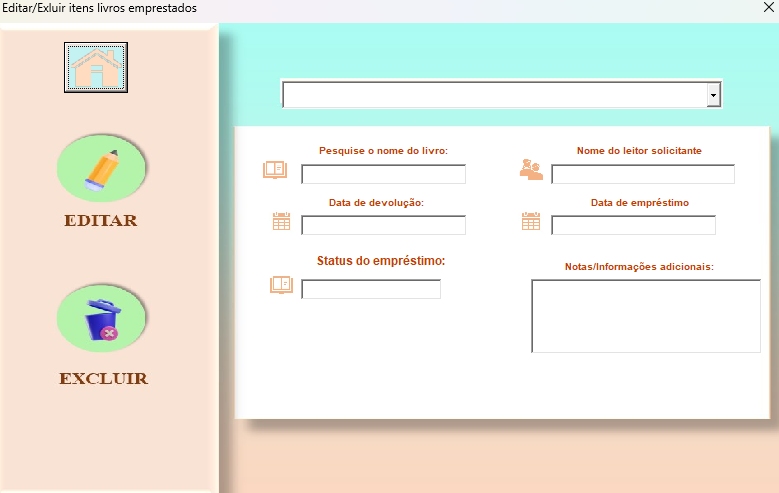 Editar/Exluir itens livros emprestados
EDITAR
EXCLUIR
Pesquise o nome do livro:
Nome do leitor solicitante
Data de devolução:
Data de empréstimo
Status do empréstimo:
Notas/Informações adicionais: